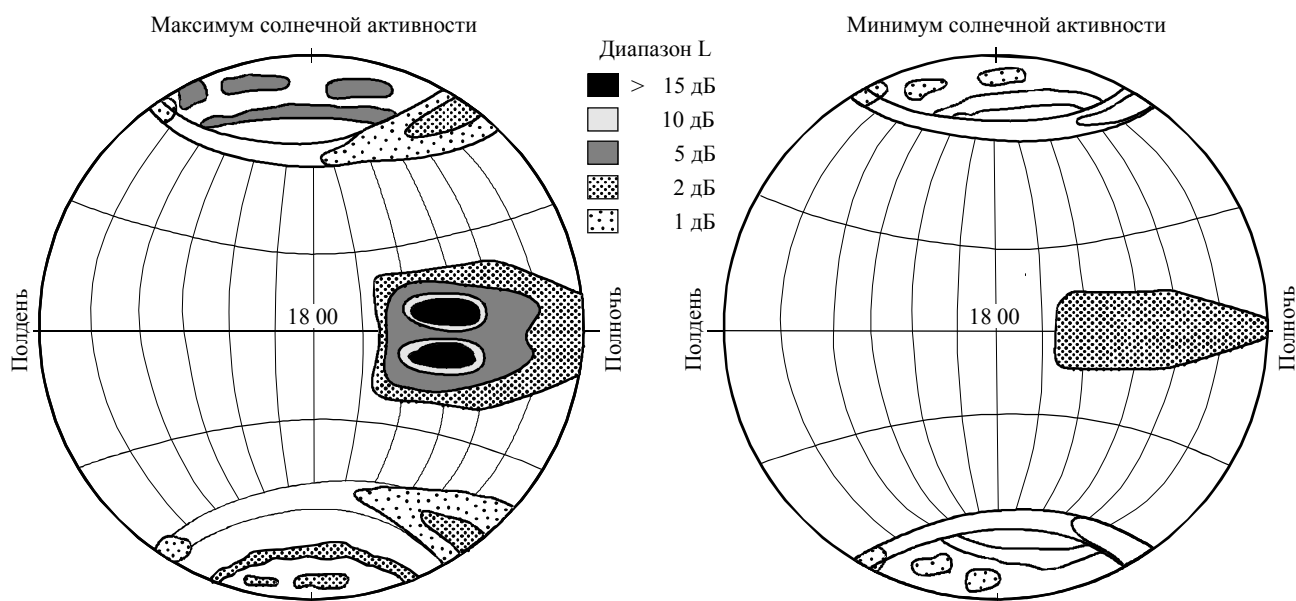 Максимум солнечной активности
Минимум солнечной активности
Диапазон L
> 15 дБ
10 дБ
5 дБ
2 дБ
1 дБ
Полдень
18 00
Полночь
Полдень
18 00
Полночь